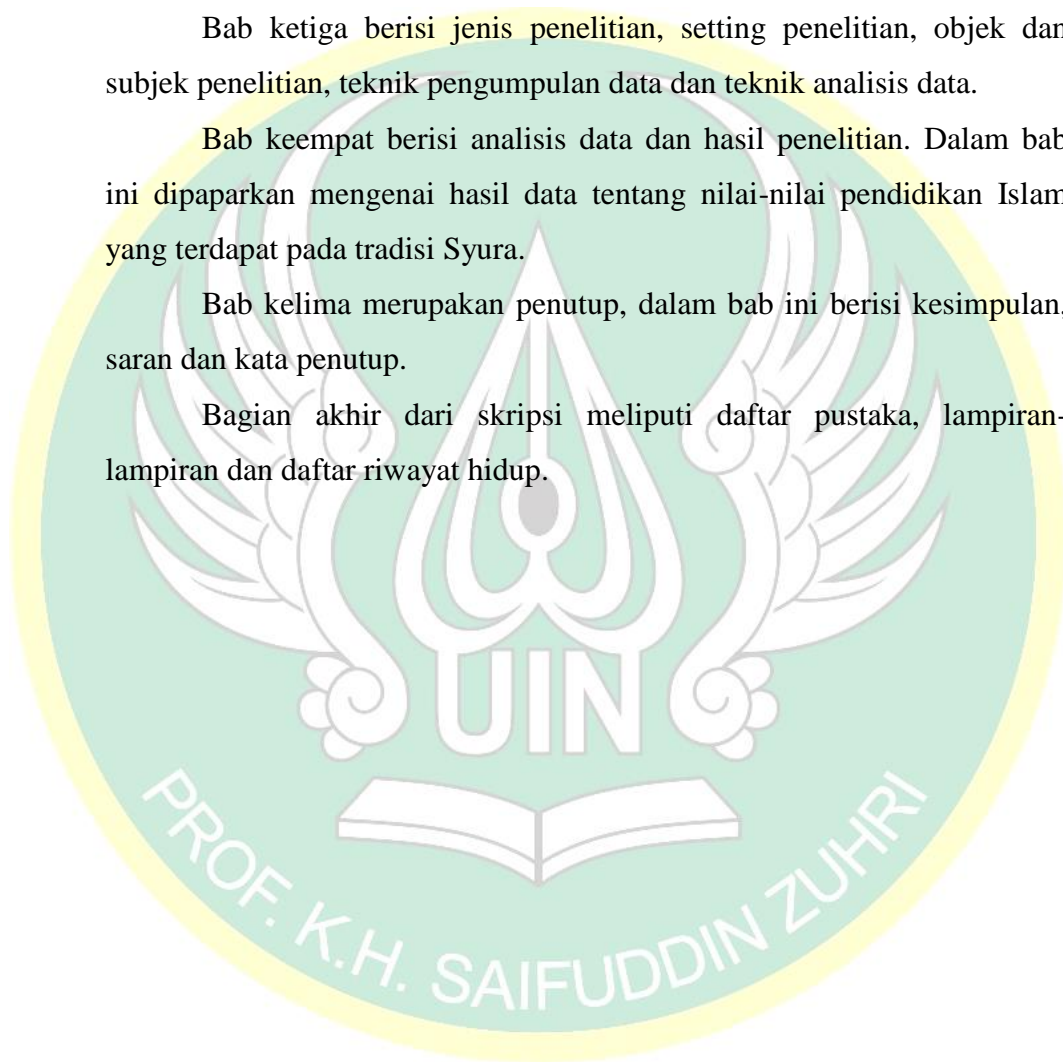 Bab ketiga berisi jenis penelitian, setting penelitian, objek dan
subjek penelitian, teknik pengumpulan data dan teknik analisis data.
Bab keempat berisi analisis data dan hasil penelitian. Dalam bab
ini dipaparkan mengenai hasil data tentang nilai-nilai pendidikan Islam
yang terdapat pada tradisi Syura.
Bab kelima merupakan penutup, dalam bab ini berisi kesimpulan,
saran dan kata penutup.
Bagian akhir dari skripsi meliputi daftar pustaka, lampiran-
lampiran dan daftar riwayat hidup.
UIN
PROF. K.H. SAIFUDDIN ZUHRI